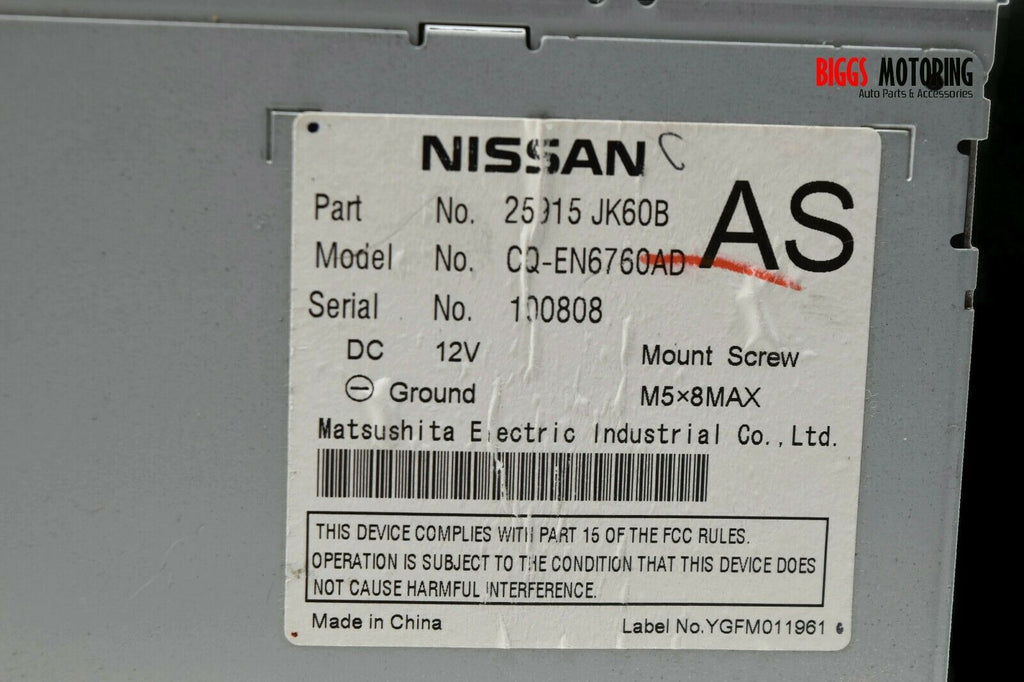 BIGGS MOTORING
Auto Parts & Accessories
NISSAN C
Part No. 25915 JK60B
AS
Model No. CQ-EN6760AD
Serial No. 100808
DC 12V
Mount Screw
⊖ Ground
M5×8MAX
Matsushita Electric Industrial Co.,Ltd.
THIS DEVICE COMPLIES WITH PART 15 OF THE FCC RULES.
OPERATION IS SUBJECT TO THE CONDITION THAT THIS DEVICE DOES
NOT CAUSE HARMFUL INTERFERENCE.
Made in China
Label No.YGFM011961